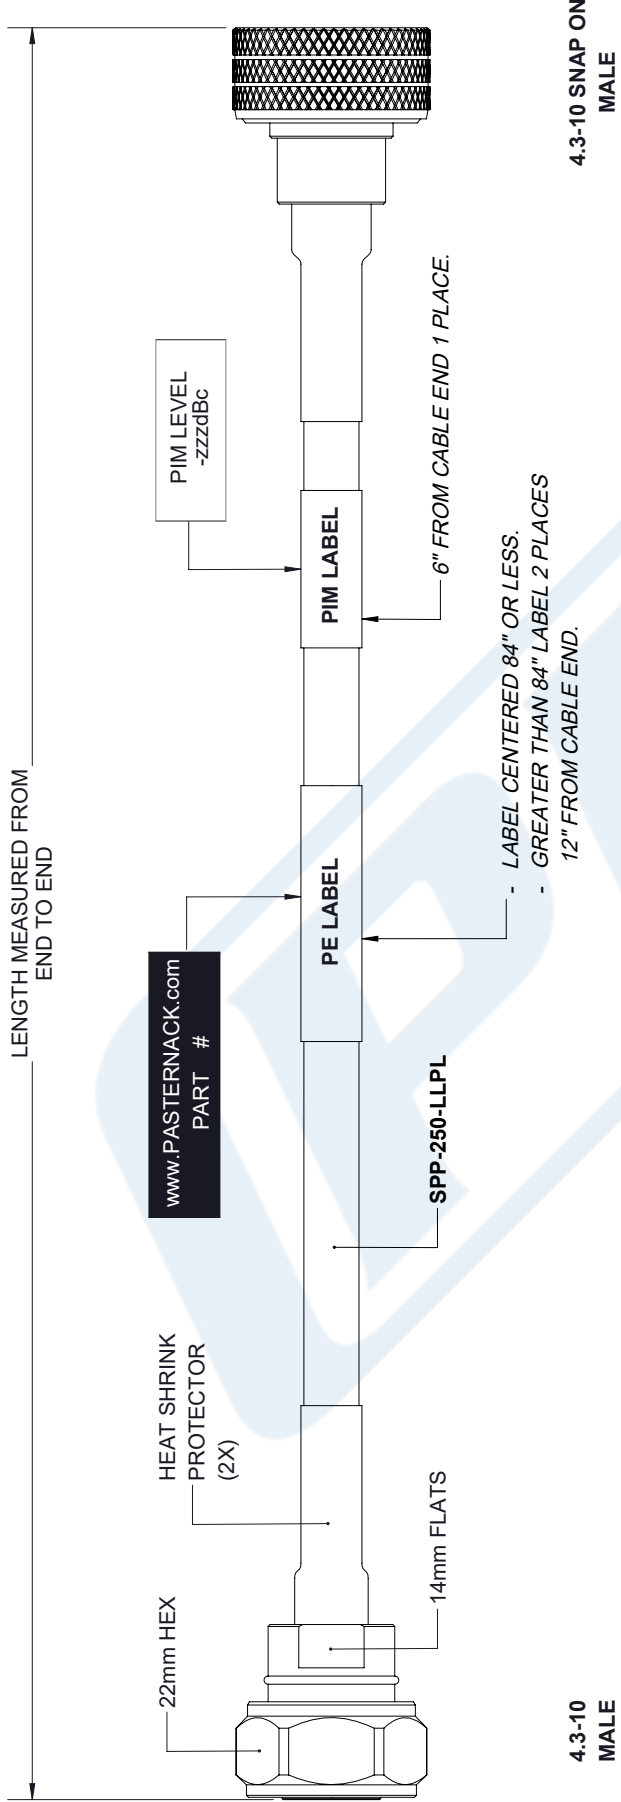 LENGTH MEASURED FROM
END TO END
22mm HEX
HEAT SHRINK
PROTECTOR
(2X)
www.PASTERNACK.com
PART #
PIM LEVEL
-zzzdBc
PE LABEL
PIM LABEL
14mm FLATS
SPP-250-LLPL
- LABEL CENTERED 84" OR LESS.
- GREATER THAN 84" LABEL 2 PLACES
12" FROM CABLE END.
6" FROM CABLE END 1 PLACE.
4.3-10
MALE
4.3-10 SNAP ON
MALE